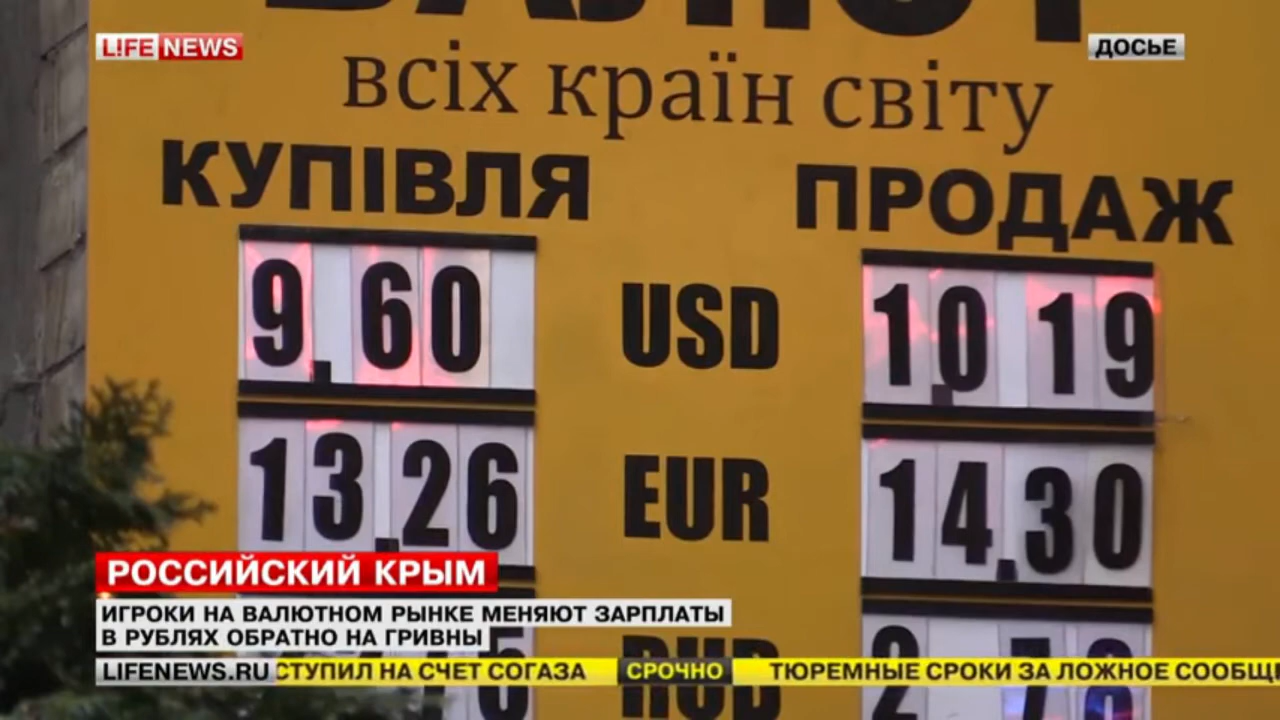 ВАЛЮТ
LIFE NEWS
ДОСЬЕ
всіх країн світу
КУПІВЛЯ ПРОДАЖ
9,60 USD 10,19
13,26 EUR 14,30
РОССИЙСКИЙ КРЫМ
ИГРОКИ НА ВАЛЮТНОМ РЫНКЕ МЕНЯЮТ ЗАРПЛАТЫ
В РУБЛЯХ ОБРАТНО НА ГРИВНЫ
RUB
LIFENEWS.RU СТУПИЛ НА СЧЕТ СОГАЗА СРОЧНО ТЮРЕМНЫЕ СРОКИ ЗА ЛОЖНОЕ СООБЩ